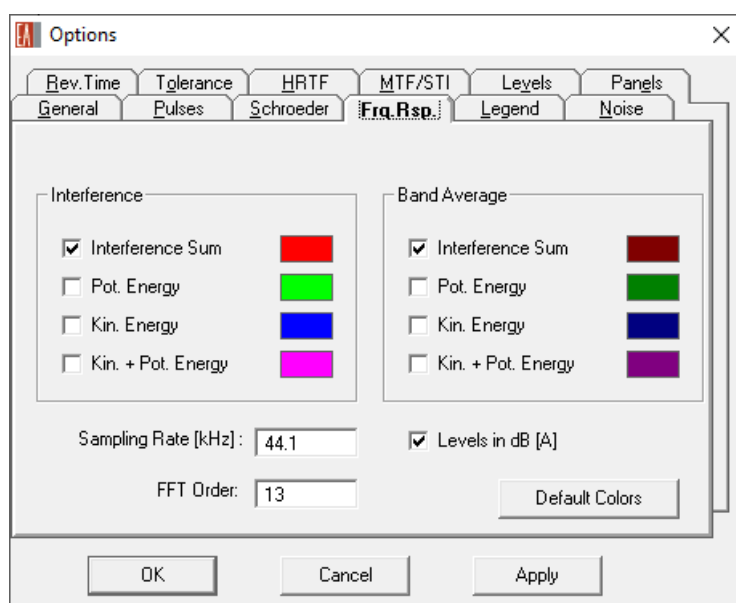 EA Options
Rev.Time Tolerance HRTF MTF/STI Levels Panels
General Pulses Schroeder Frq.Rsp. Legend Noise
Interference Band Average
Interference Sum Interference Sum
Pot. Energy Pot. Energy
Kin. Energy Kin. Energy
Kin. + Pot. Energy Kin. + Pot. Energy
Sampling Rate [kHz] : 44.1 Levels in dB [A]
FFT Order: 13 Default Colors
OK Cancel Apply